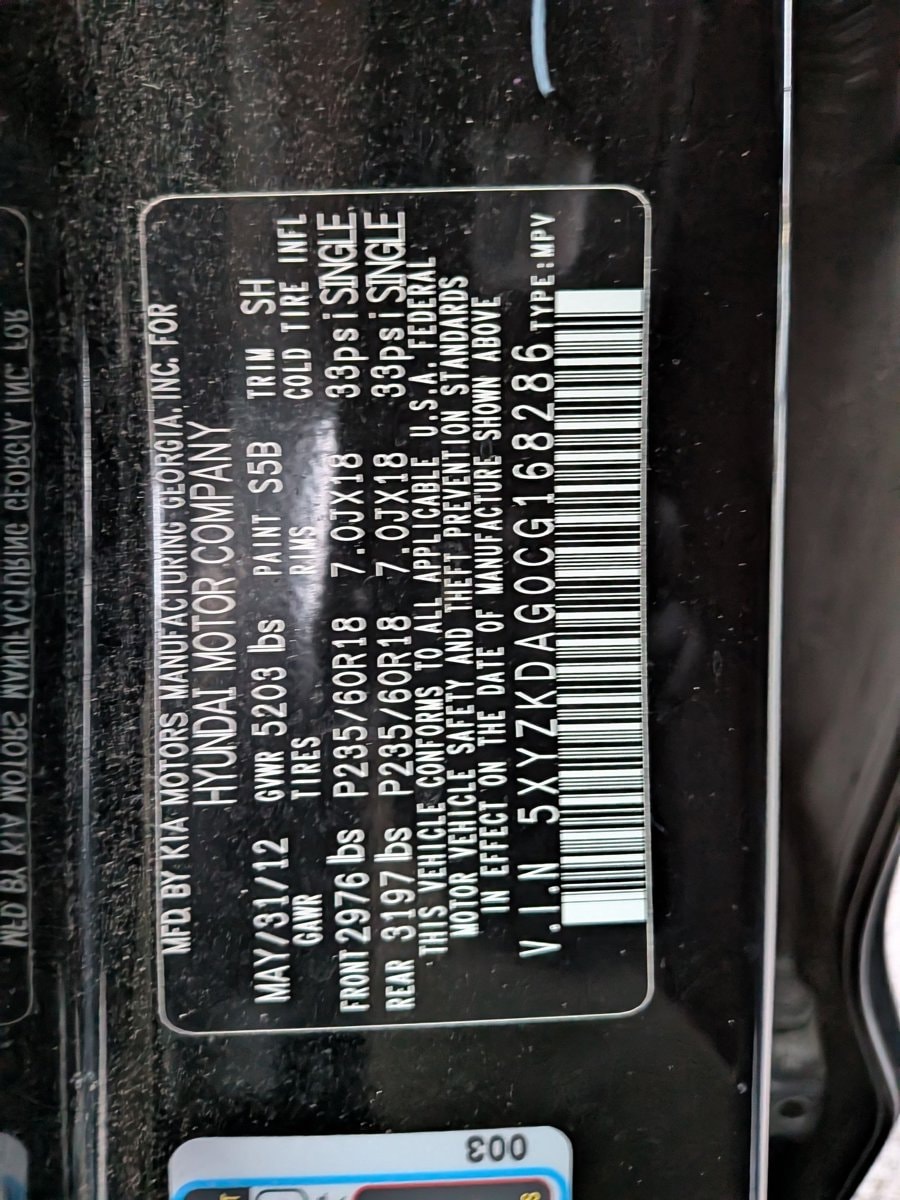 MFD. BY KIA MOTORS MANUFACTURING GEORGIA, INC. FOR
HYUNDAI MOTOR COMPANY
MAY/31/12 GVWR 5203 lbs PAINT S5B TRIM SH
GAWR TIRES RIMS COLD TIRE INFL
FRONT 2976 lbs P235/60R18 7.0JX18 33psi SINGLE
REAR 3197 lbs P235/60R18 7.0JX18 33psi SINGLE
THIS VEHICLE CONFORMS TO ALL APPLICABLE U.S.A. FEDERAL
MOTOR VEHICLE SAFETY AND THEFT PREVENTION STANDARDS
IN EFFECT ON THE DATE OF MANUFACTURE SHOWN ABOVE
V.I.N 5XYZKDAG0CG168286 TYPE:MPV
003